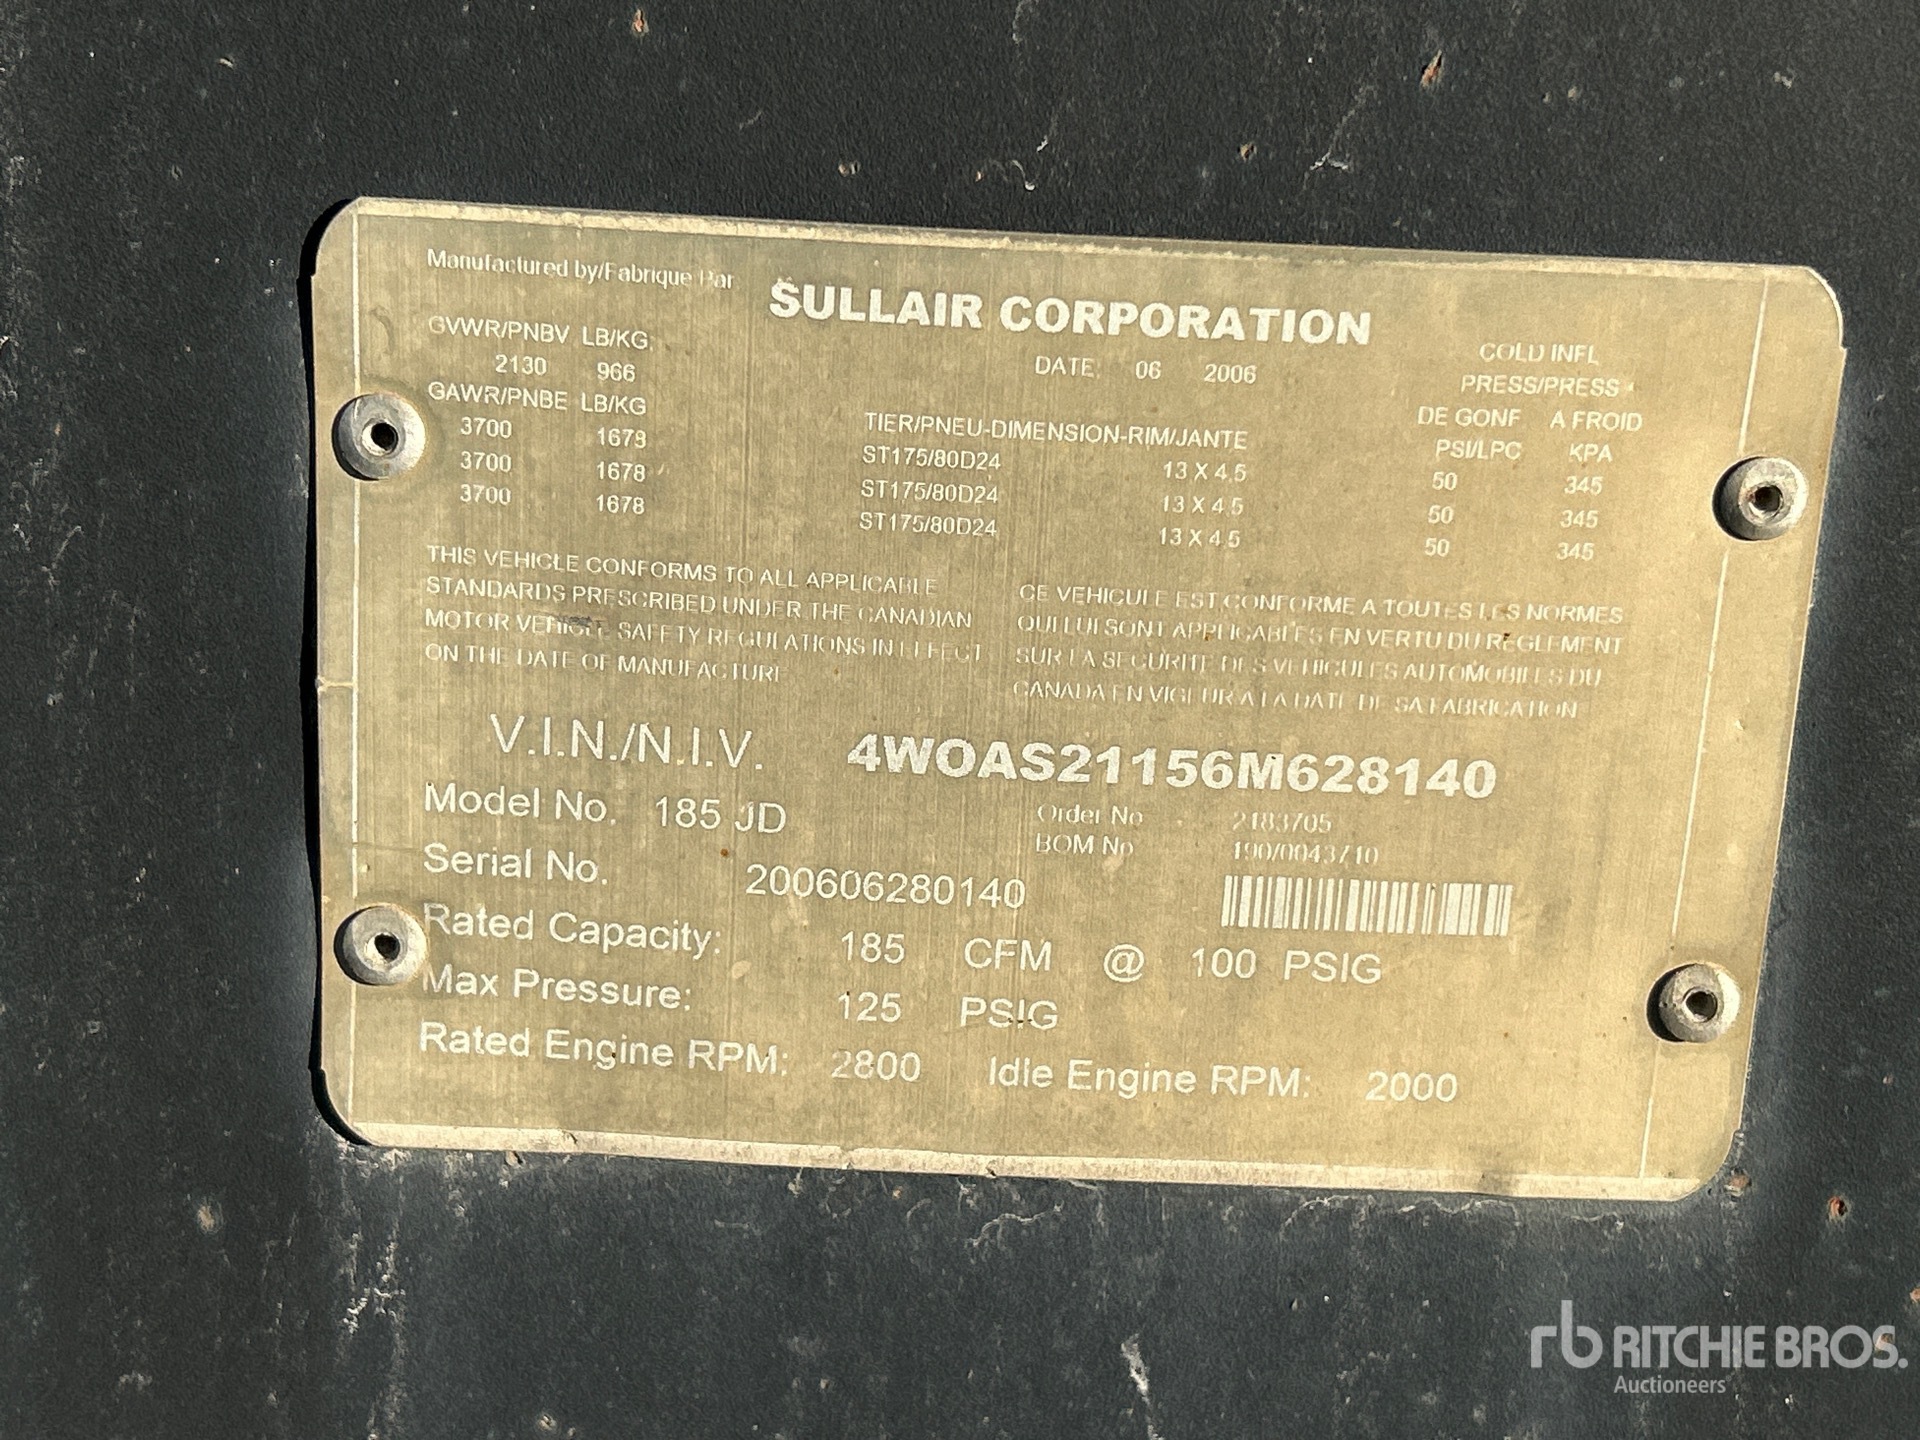 Manufactured by/Fabrique Par SULLAIR CORPORATION
GVWR/PNBV LB/KG
2130 966
DATE 06 2006
COLD INFL
PRESS/PRESS
GAWR/PNBE LB/KG
TIER/PNEU-DIMENSION-RIM/JANTE
DE GONF A FROID
PSI/LPC KPA
3700 1678 ST175/80D24 13 X 4.5 50 345
3700 1678 ST175/80D24 13 X 4.5 50 345
3700 1678 ST175/80D24 13 X 4.5 50 345
THIS VEHICLE CONFORMS TO ALL APPLICABLE
STANDARDS PRESCRIBED UNDER THE CANADIAN
MOTOR VEHICLE SAFETY REGULATIONS IN EFFECT
ON THE DATE OF MANUFACTURE
CE VEHICULE EST CONFORME A TOUTES LES NORMES
QUI LUI SONT APPLICABLES EN VERTU DU REGLEMENT
SUR LA SECURITE DES VEHICULES AUTOMOBILES DU
CANADA EN VIGEUR A LA DATE DE SA FABRICATION
V.I.N./N.I.V. 4WOAS21156M628140
Model No. 185 JD
Order No 2183705
BOM No 190/0043710
Serial No. 200606280140
Rated Capacity: 185 CFM @ 100 PSIG
Max Pressure: 125 PSIG
Rated Engine RPM: 2800 Idle Engine RPM: 2000
rb RITCHIE BROS.
Auctioneers